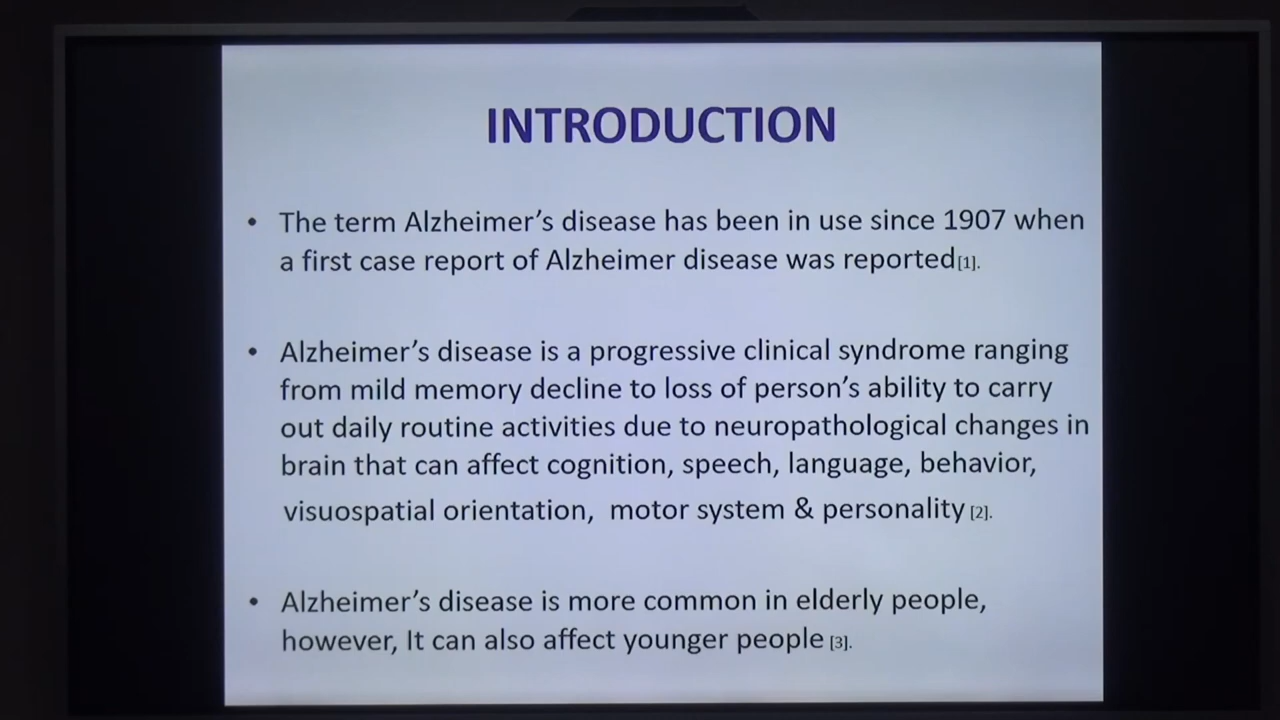 INTRODUCTION
• The term Alzheimer's disease has been in use since 1907 when
a first case report of Alzheimer disease was reported[1].
• Alzheimer's disease is a progressive clinical syndrome ranging
from mild memory decline to loss of person's ability to carry
out daily routine activities due to neuropathological changes in
brain that can affect cognition, speech, language, behavior,
visuospatial orientation,  motor system & personality [2].
• Alzheimer's disease is more common in elderly people,
however, It can also affect younger people [3].